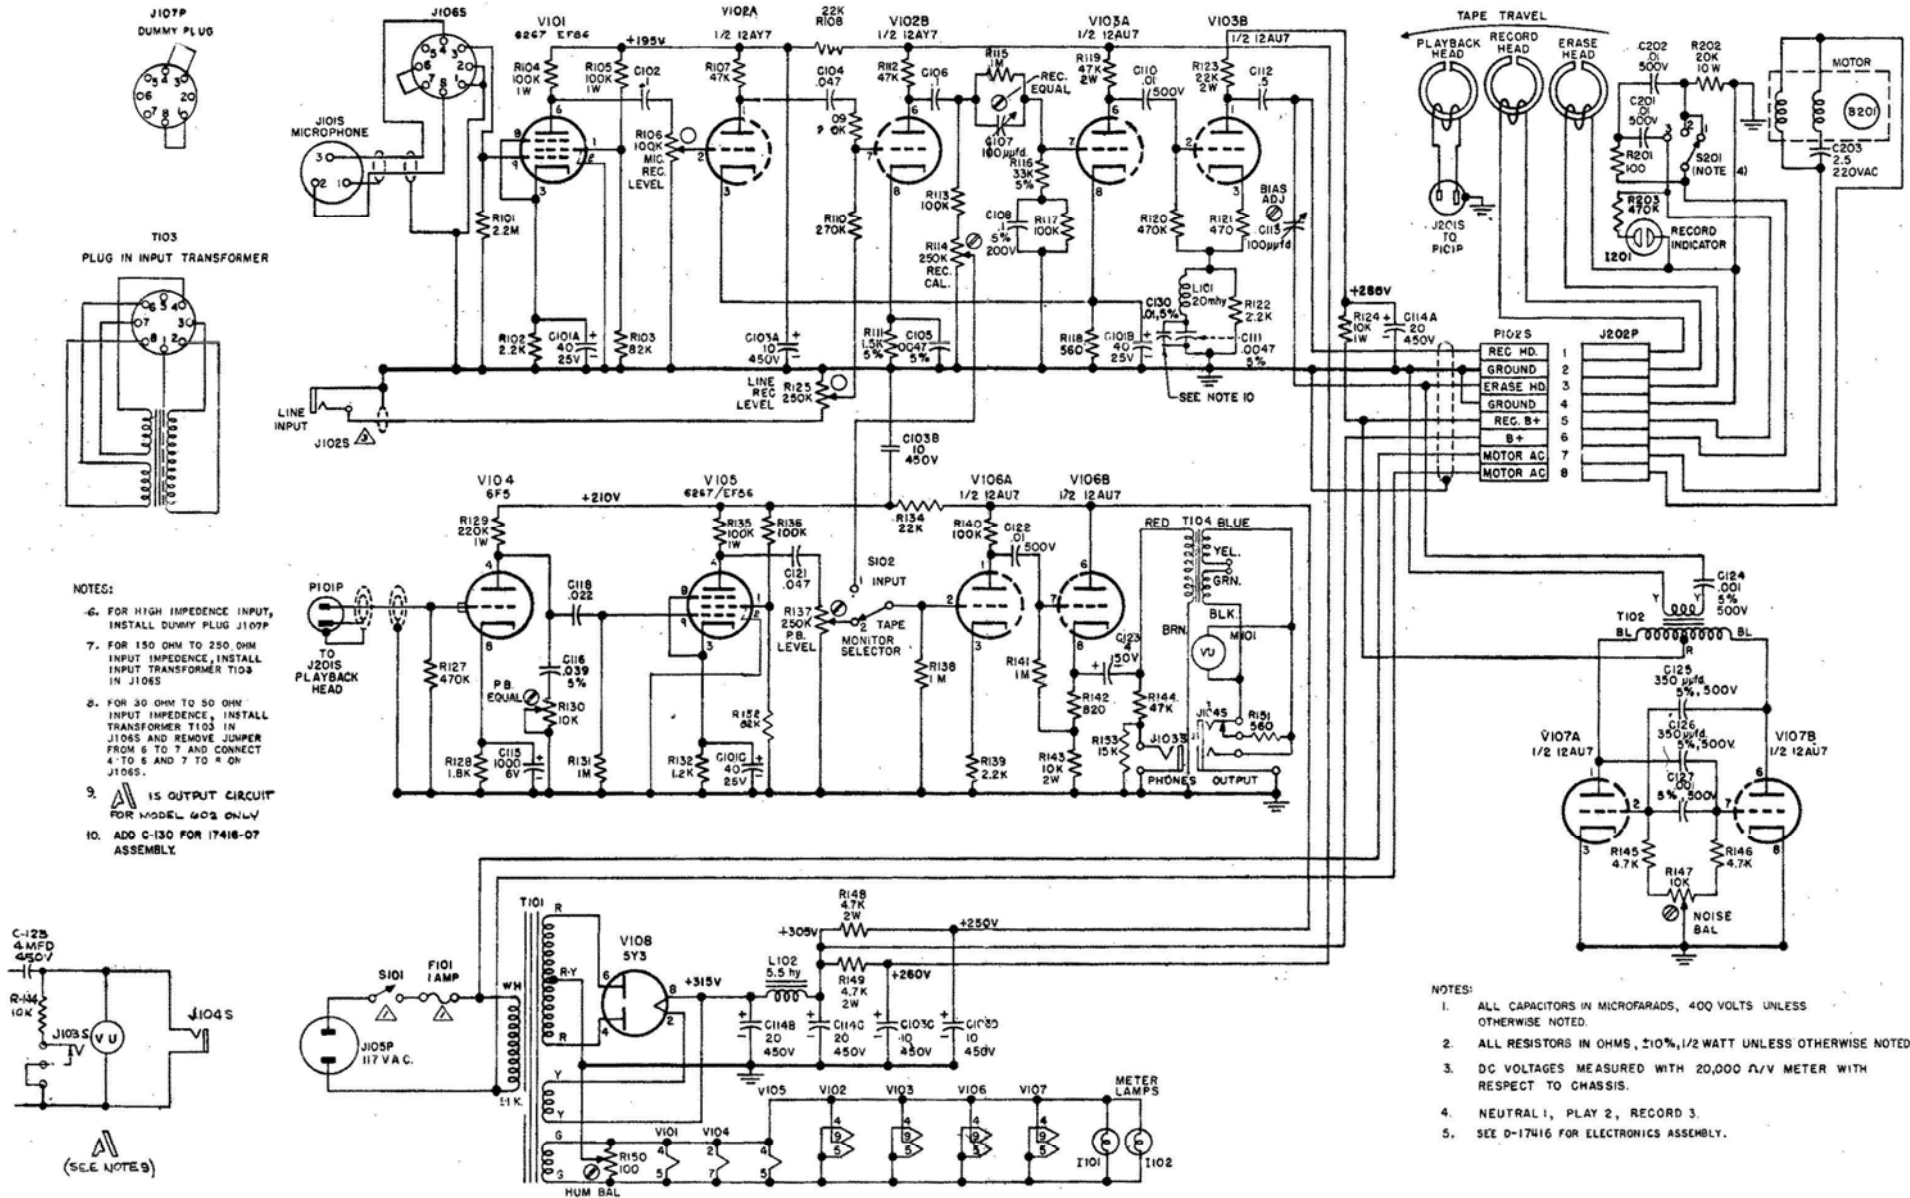 J107P
DUMMY PLUG
J106S
J101S
MICROPHONE
T103
PLUG IN INPUT TRANSFORMER
LINE
INPUT
J102S
V101
6267 EF86
+195V
R104
100K
1W
R105
100K
1W
C102
.1
R106
100K
MIC.
REC.
LEVEL
R101
2.2M
R102
2.2K
C101A
40
25V
R103
82K
V102A
1/2 12AY7
22K
R108
R107
47K
C104
.047
R110
270K
C103A
10
450V
LINE
REC
LEVEL
R125
250K
V102B
1/2 12AY7
R112
47K
C106
.1
R115
1M
REC.
EQUAL
C107
100µµfd
R116
33K
5%
R113
100K
R114
250K
REC.
CAL.
C108
.1
5%
200V
R117
100K
R111
1.5K
5%
C105
.0047
5%
C103B
10
450V
V103A
1/2 12AU7
R119
47K
2W
C110
.01
500V
R120
470K
R118
560
C101B
40
25V
V103B
1/2 12AU7
R123
22K
2W
C112
.5
R121
470
BIAS
ADJ
C113
100µµfd
L101
20mhy
R122
2.2K
C130
.01,5%
C111
.0047
5%
SEE NOTE 10
+286V
R124
10K
1W
C114A
20
450V
TAPE TRAVEL
PLAYBACK
HEAD
RECORD
HEAD
ERASE
HEAD
J201S
TO
P101P
C202
.01
500V
R202
20K
10W
C201
.01
500V
R201
100
S201
(NOTE 4)
R203
470K
RECORD
INDICATOR
I201
MOTOR
B201
C203
2.5
220VAC
P102S
J202P
REC HD. 1
GROUND 2
ERASE HD 3
GROUND 4
REC. B+ 5
B+ 6
MOTOR AC 7
MOTOR AC 8
V104
6F5
+210V
R129
220K
1W
P101P
TO
J201S
PLAYBACK
HEAD
R127
470K
R128
1.8K
C115
1000
6V
C118
.022
C116
.039
5%
P.B.
EQUAL
R130
10K
R131
1M
V105
6267/EF86
R135
100K
1W
R136
100K
C121
.047
R137
250K
P.B.
LEVEL
R132
1.2K
C101C
40
25V
S102
1 INPUT
2 TAPE
MONITOR
SELECTOR
R134
22K
V106A
1/2 12AU7
R140
100K
C122
.01
500V
R138
1M
R139
2.2K
R141
1M
V106B
1/2 12AU7
C123
4
R142
820
R143
10K
2W
R144
47K
R153
15K
RED T104 BLUE
YEL.
GRN.
BLK.
BRN.
M101
VU
J103S
PHONES
J104S
OUTPUT
R151
560
C124
.001
5%
500V
T102
Y Y
BL BL
R
C125
350 µµfd.
5%, 500V
C126
350 µµfd.
5%, 500V.
C127
.001
5%, 500V
V107A
1/2 12AU7
V107B
1/2 12AU7
R145
4.7K
R146
4.7K
R147
10K
NOISE
BAL
NOTES:
6. FOR HIGH IMPEDENCE INPUT,
INSTALL DUMMY PLUG J107P
7. FOR 150 OHM TO 250 OHM
INPUT IMPEDENCE, INSTALL
INPUT TRANSFORMER T103
IN J106S
8. FOR 30 OHM TO 50 OHM
INPUT IMPEDENCE, INSTALL
TRANSFORMER T103 IN
J106S AND REMOVE JUMPER
FROM 6 TO 7 AND CONNECT
4 TO 6 AND 7 TO 8 ON
J106S.
9. IS OUTPUT CIRCUIT
FOR MODEL 602 ONLY
10. ADD C-130 FOR 17416-07
ASSEMBLY.
C-123
4 MFD
450V
R-144
10K
J103S
VU
J104S
(SEE NOTE 9)
S101
F101
1AMP
J105P
117 V A C.
T101
WH
R
R-Y
R
Y
Y
G
G
V108
5Y3
+315V
L102
5.5 hy
+305V
R148
4.7K
2W
+250V
R149
4.7K
2W
+260V
C114B
20
450V
C114C
20
450V
C103C
10
450V
C103D
10
450V
R150
100
HUM BAL
V101
V104
V105
V102
V103
V106
V107
METER
LAMPS
I101
I102
NOTES:
1. ALL CAPACITORS IN MICROFARADS, 400 VOLTS UNLESS
OTHERWISE NOTED.
2. ALL RESISTORS IN OHMS, ±10%, 1/2 WATT UNLESS OTHERWISE NOTED
3. DC VOLTAGES MEASURED WITH 20,000 Ω/V METER WITH
RESPECT TO CHASSIS.
4. NEUTRAL 1, PLAY 2, RECORD 3.
5. SEE D-17416 FOR ELECTRONICS ASSEMBLY.